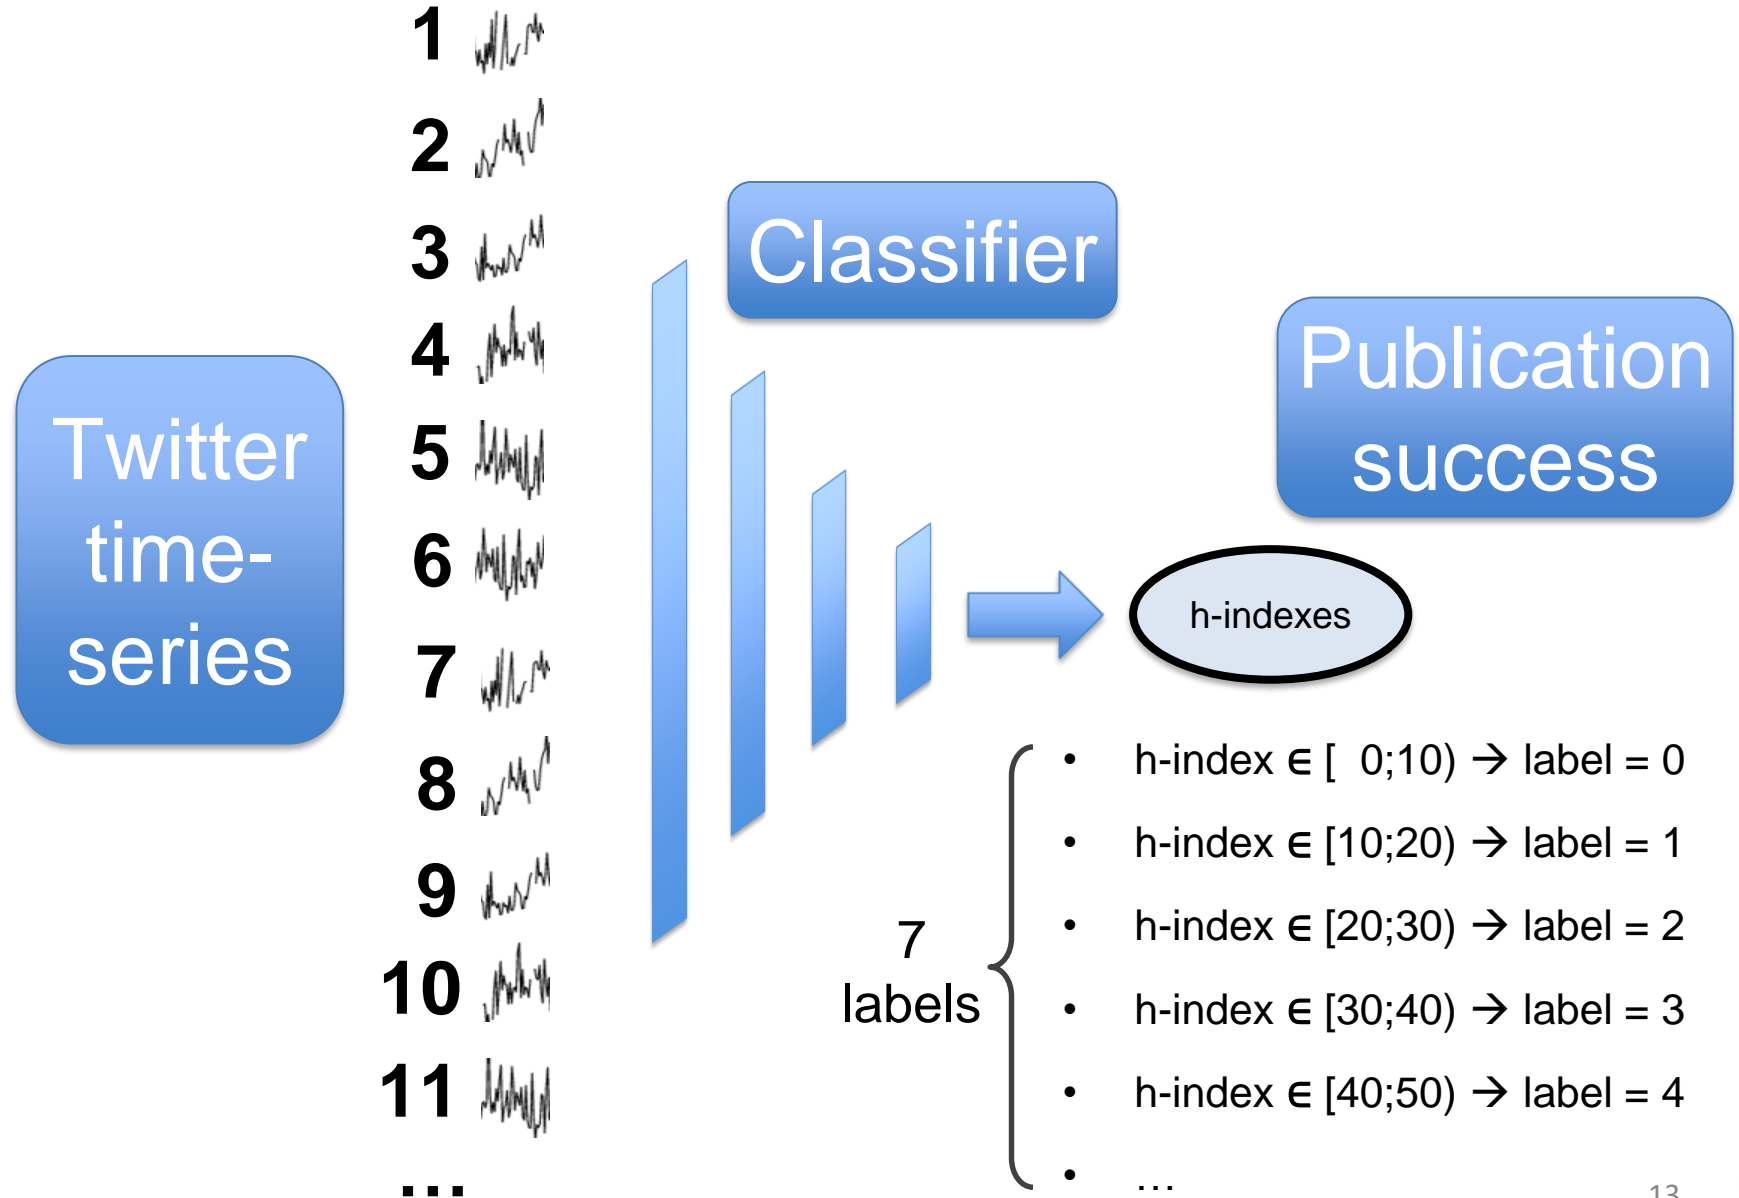 1
2
3
4
5
6
7
8
9
10
11
...
Twitter
time-
series
Classifier
Publication
success
h-indexes
7
labels
• h-index ∈ [ 0;10) → label = 0
• h-index ∈ [10;20) → label = 1
• h-index ∈ [20;30) → label = 2
• h-index ∈ [30;40) → label = 3
• h-index ∈ [40;50) → label = 4
• ...
13